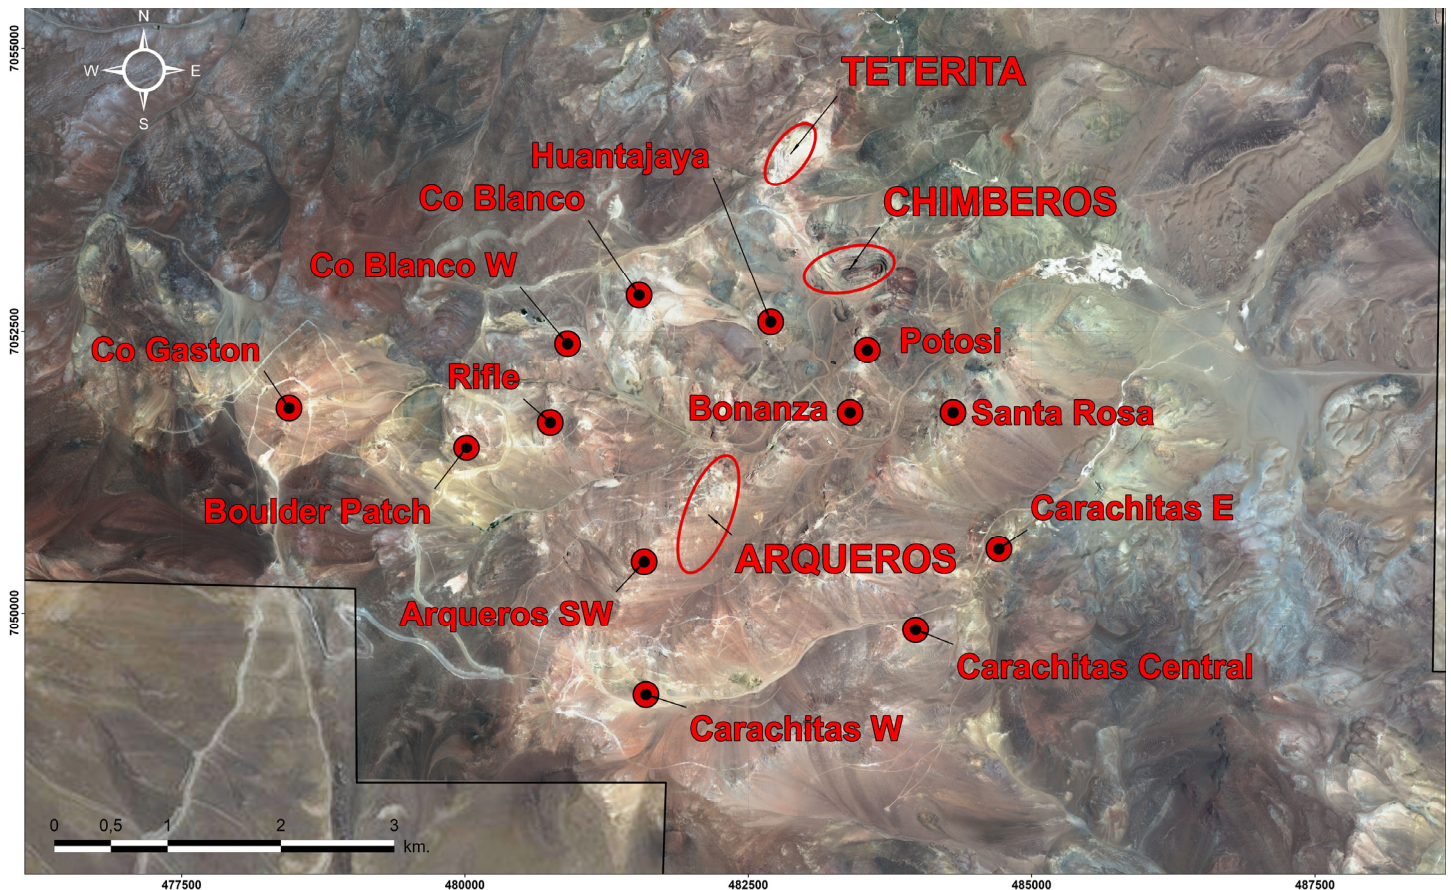 N
W E
S
7055000
TETERITA
Huantajaya
Co Blanco
CHIMBEROS
Co Blanco W
7052500
Co Gaston
Potosi
Rifle
Bonanza
Santa Rosa
Boulder Patch
Carachitas E
ARQUEROS
7050000
Arqueros SW
Carachitas Central
Carachitas W
0 0,5 1 2 3
km.
477500 480000 482500 485000 487500